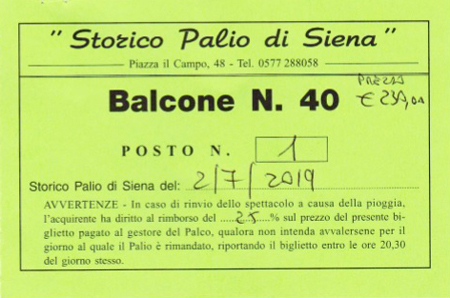 " Storico Palio di Siena "
Piazza il Campo, 48 - Tel. 0577 288058
PREZZO
Balcone N. 40 € 230,00
POSTO N. 1
Storico Palio di Siena del: 2/7/2019
AVVERTENZE - In caso di rinvio dello spettacolo a causa della pioggia,
l'acquirente ha diritto al rimborso del .....25....% sul prezzo del presente bi-
glietto pagato al gestore del Palco, qualora non intenda avvalersene per il
giorno al quale il Palio è rimandato, riportando il biglietto entro le ore 20,30
del giorno stesso.